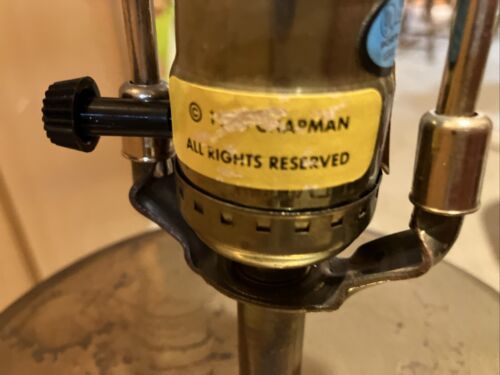 © CHAPMAN
ALL RIGHTS RESERVED